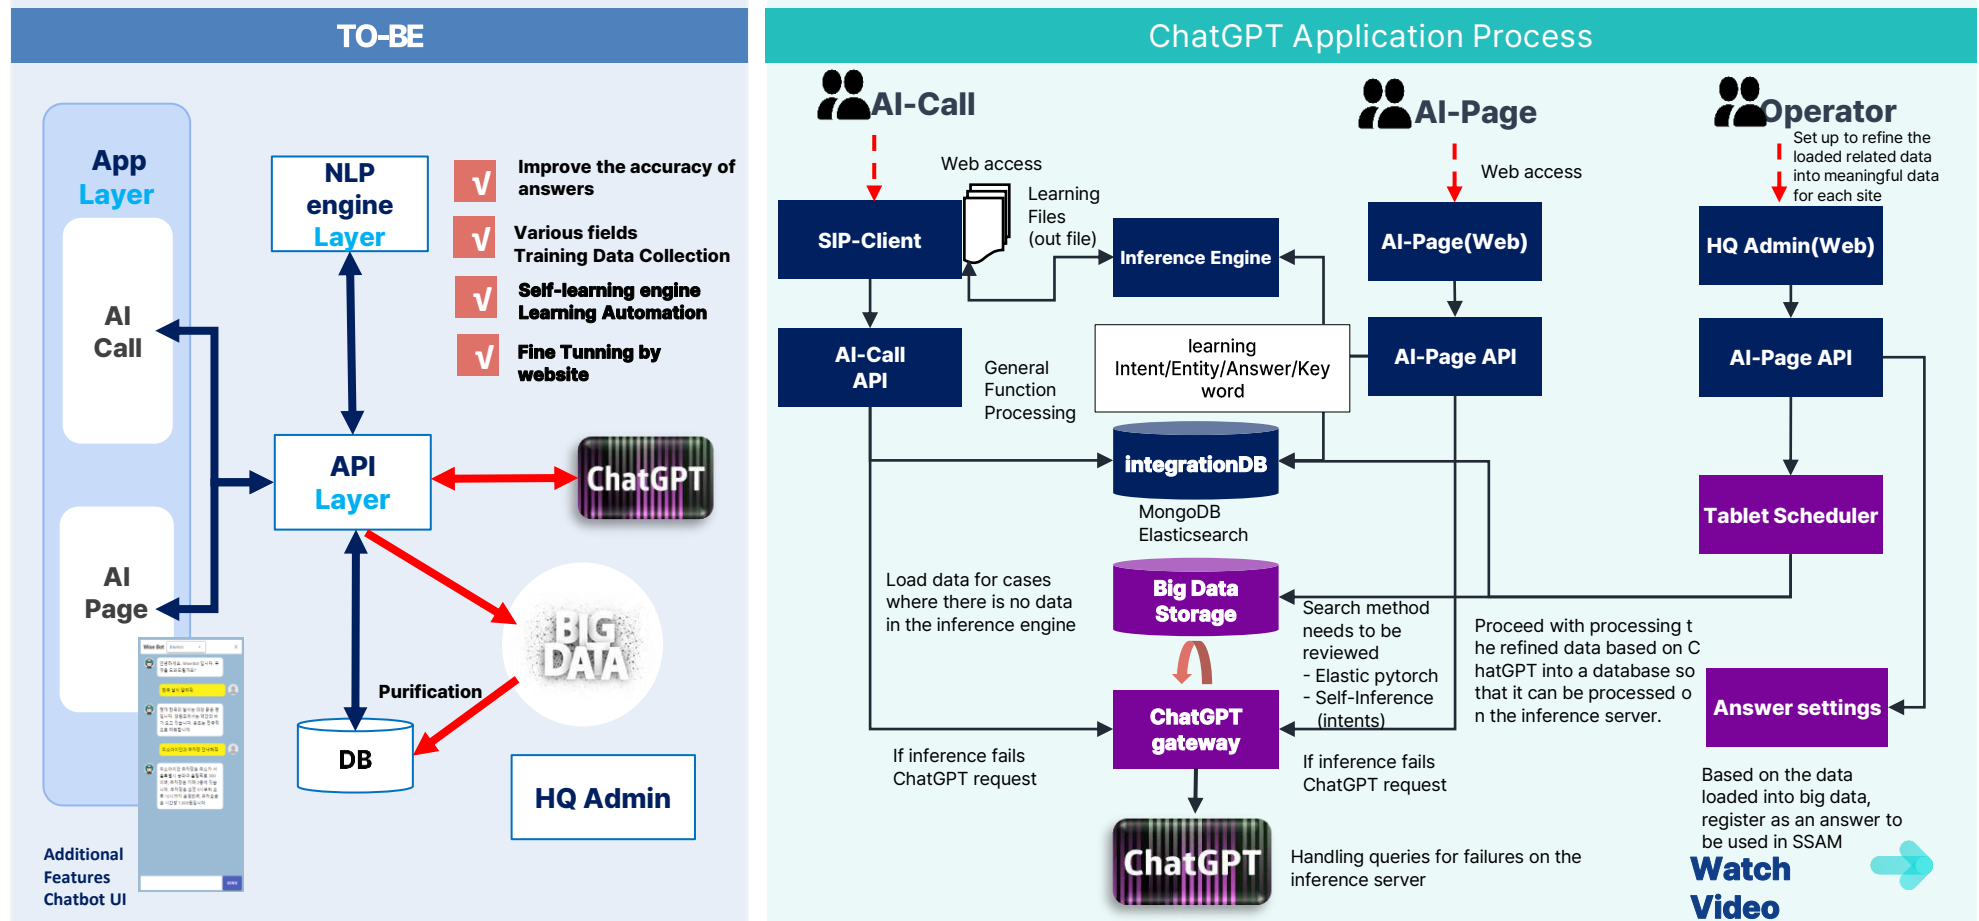 TO-BE
App
Layer
AI
Call
AI
Page
Additional
Features
Chatbot UI
NLP
engine
Layer
√
Improve the accuracy of
answers
√
Various fields
Training Data Collection
√
Self-learning engine
Learning Automation
√
Fine Tunning by
website
API
Layer
ChatGPT
BIG
DATA
Purification
DB
HQ Admin
Wise Bot
ChatGPT Application Process
AI-Call
Web access
Learning
Files
(out file)
SIP-Client
Inference Engine
AI-Call
API
General
Function
Processing
learning
Intent/Entity/Answer/Key
word
integrationDB
MongoDB
Elasticsearch
Load data for cases
where there is no data
in the inference engine
Big Data
Storage
Search method
needs to be
reviewed
- Elastic pytorch
- Self-Inference
(intents)
ChatGPT
gateway
If inference fails
ChatGPT request
If inference fails
ChatGPT request
ChatGPT
Handling queries for failures on the
inference server
AI-Page
Web access
AI-Page(Web)
AI-Page API
Operator
Set up to refine the
loaded related data
into meaningful data
for each site
HQ Admin(Web)
AI-Page API
Tablet Scheduler
Proceed with processing t
he refined data based on C
hatGPT into a database so
that it can be processed o
n the inference server.
Answer settings
Based on the data
loaded into big data,
register as an answer to
be used in SSAM
Watch
Video